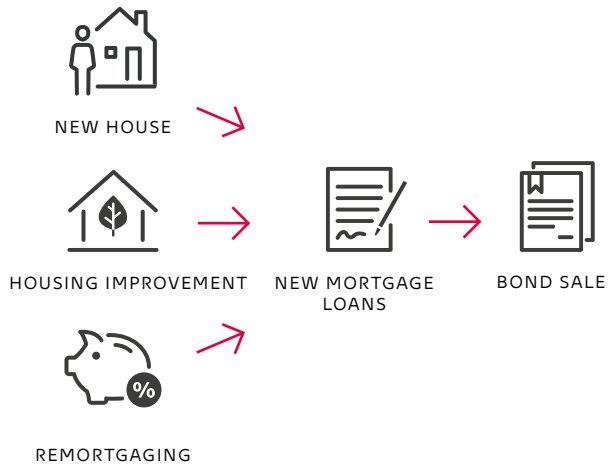 NEW HOUSE
HOUSING IMPROVEMENT
NEW MORTGAGE
LOANS
BOND SALE
%
REMORTGAGING